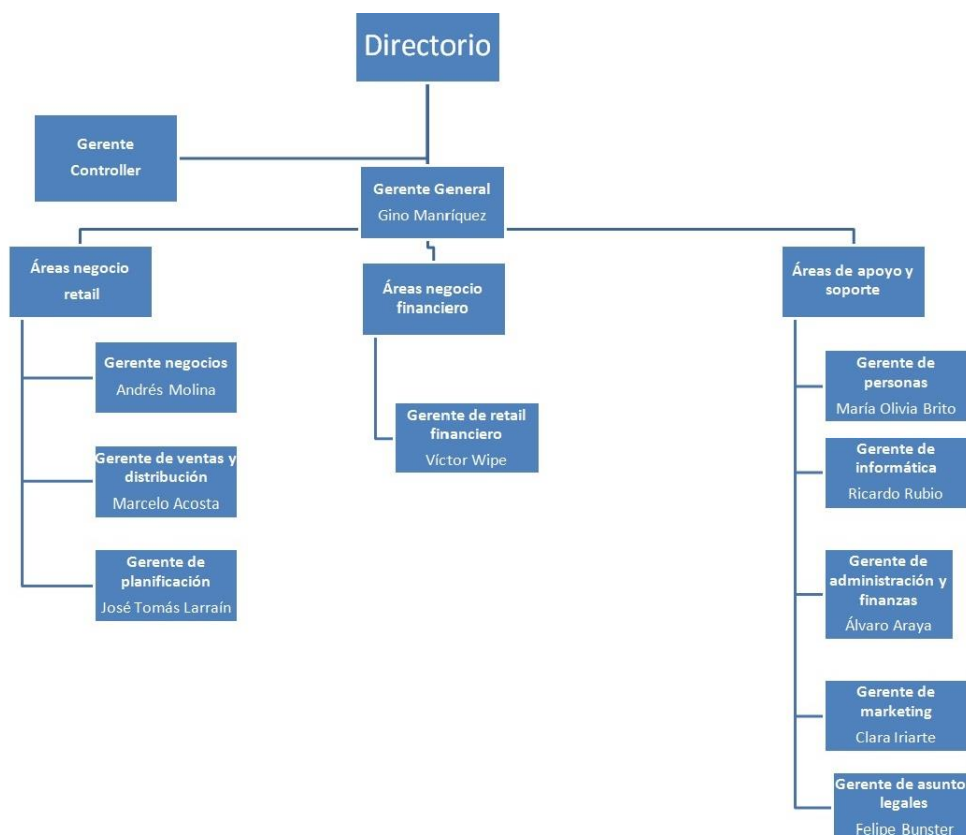 Directorio
Gerente
Controller
Gerente General
Gino Manríquez
Áreas negocio
retail
Áreas negocio
financiero
Áreas de apoyo y
soporte
Gerente negocios
Andrés Molina
Gerente de ventas y
distribución
Marcelo Acosta
Gerente de
planificación
José Tomás Larraín
Gerente de retail
financiero
Víctor Wipe
Gerente de
personas
María Olivia Brito
Gerente de
informática
Ricardo Rubio
Gerente de
administración y
finanzas
Álvaro Araya
Gerente de
marketing
Clara Iriarte
Gerente de asunto
legales
Felipe Bunster